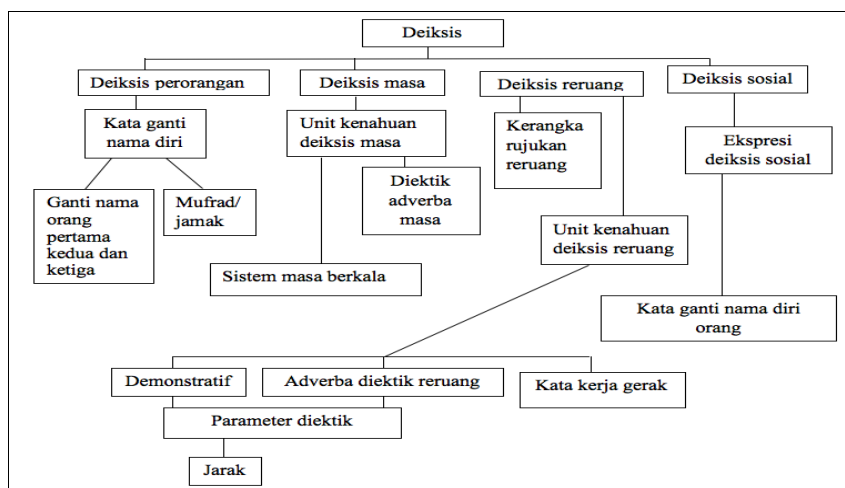 Deiksis
Deiksis perorangan
Deiksis masa
Deiksis reruang
Deiksis sosial
Kata ganti
nama diri
Unit kenahuan
deiksis masa
Kerangka
rujukan
reruang
Ekspresi
deiksis sosial
Ganti nama
orang
pertama
kedua dan
ketiga
Mufrad/
jamak
Diektik
adverba
masa
Unit kenahuan
deiksis reruang
Sistem masa berkala
Kata ganti nama diri
orang
Demonstratif
Adverba diektik reruang
Kata kerja gerak
Parameter diektik
Jarak